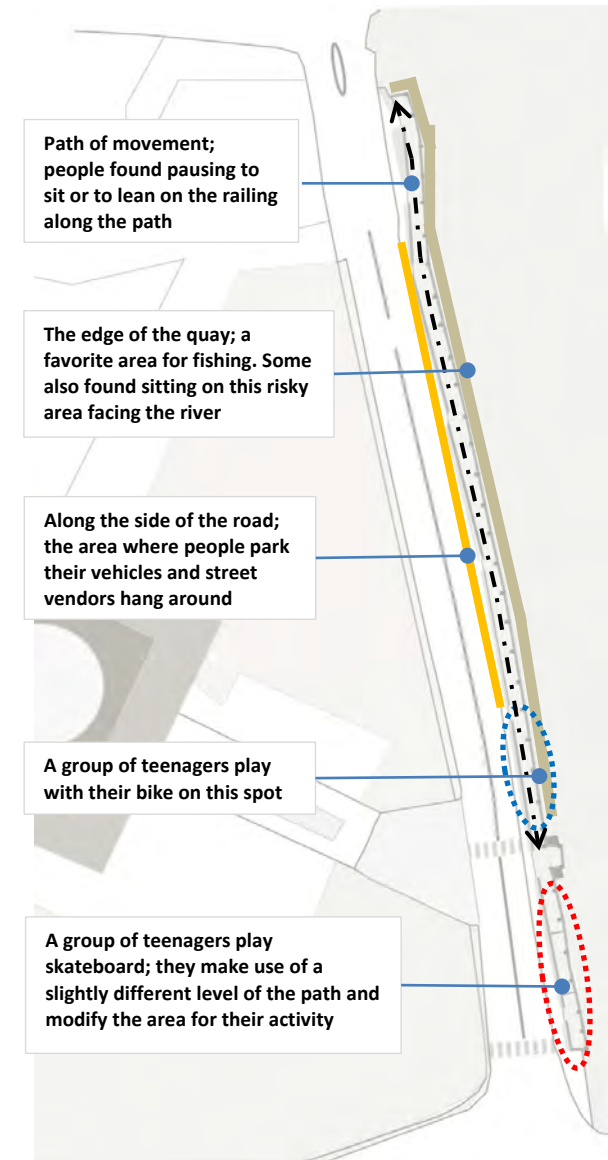 Path of movement;
people found pausing to
sit or to lean on the railing
along the path
The edge of the quay; a
favorite area for fishing. Some
also found sitting on this risky
area facing the river
Along the side of the road;
the area where people park
their vehicles and street
vendors hang around
A group of teenagers play
with their bike on this spot
A group of teenagers play
skateboard; they make use of a
slightly different level of the path and
modify the area for their activity